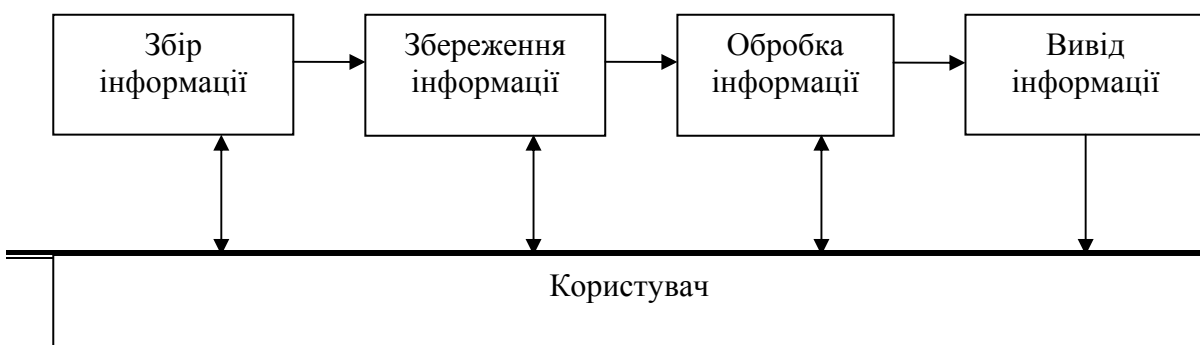 Збір
інформації
Збереження
інформації
Обробка
інформації
Вивід
інформації
Користувач